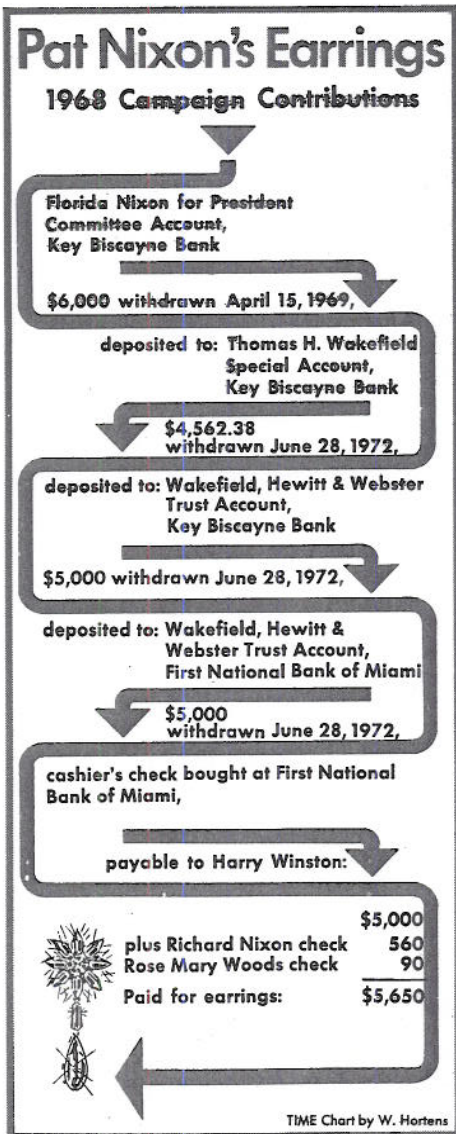 Pat Nixon's Earrings
1968 Campaign Contributions
Florida Nixon for President
Committee Account,
Key Biscayne Bank
$6,000 withdrawn April 15, 1969,
deposited to: Thomas H. Wakefield
Special Account,
Key Biscayne Bank
$4,562.38
withdrawn June 28, 1972,
deposited to: Wakefield, Hewitt & Webster
Trust Account,
Key Biscayne Bank
$5,000 withdrawn June 28, 1972,
deposited to: Wakefield, Hewitt &
Webster Trust Account,
First National Bank of Miami
$5,000
withdrawn June 28, 1972,
cashier's check bought at First National
Bank of Miami,
payable to Harry Winston:
$5,000
plus Richard Nixon check 560
Rose Mary Woods check 90
Paid for earrings: $5,650
TIME Chart by W. Hortens